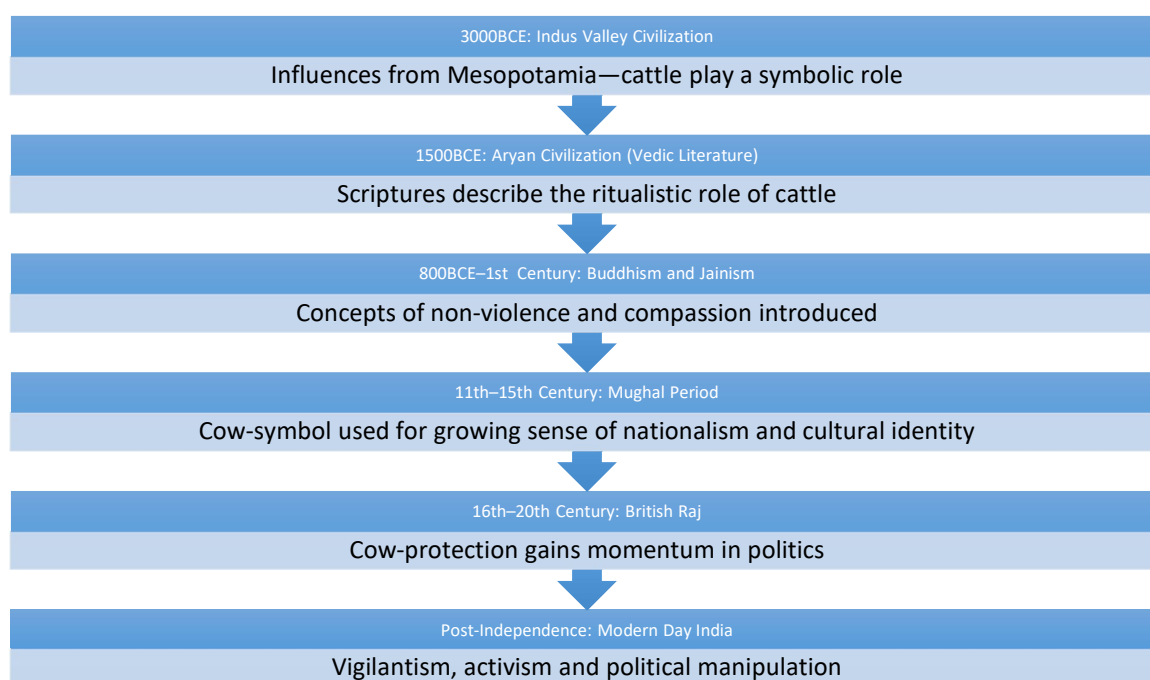 3000BCE: Indus Valley Civilization
Influences from Mesopotamia—cattle play a symbolic role
1500BCE: Aryan Civilization (Vedic Literature)
Scriptures describe the ritualistic role of cattle
800BCE–1st Century: Buddhism and Jainism
Concepts of non-violence and compassion introduced
11th–15th Century: Mughal Period
Cow-symbol used for growing sense of nationalism and cultural identity
16th–20th Century: British Raj
Cow-protection gains momentum in politics
Post-Independence: Modern Day India
Vigilantism, activism and political manipulation